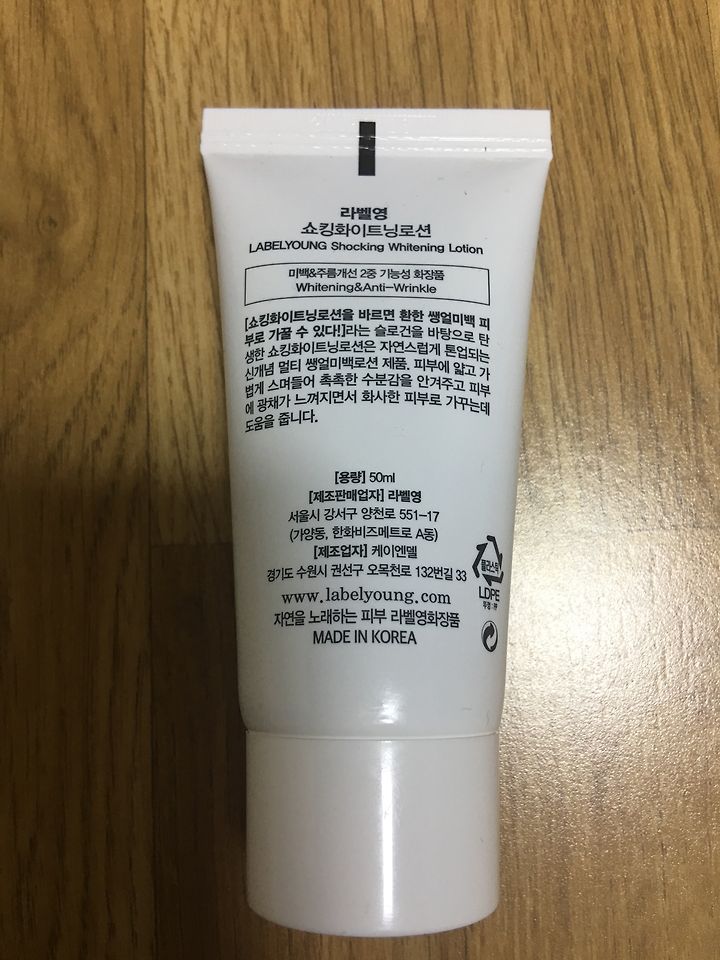 라벨영
쇼킹화이트닝로션
LABELYOUNG Shocking Whitening Lotion
미백&주름개선 2중 기능성 화장품
Whitening&Anti-Wrinkle
[쇼킹화이트닝로션을 바르면 환한 쌩얼미백 피
부로 가꿀 수 있다!]라는 슬로건을 바탕으로 탄
생한 쇼킹화이트닝로션은 자연스럽게 톤업되는
신개념 멀티 쌩얼미백로션 제품. 피부에 얇고 가
볍게 스며들어 촉촉한 수분감을 안겨주고 피부
에 광채가 느껴지면서 화사한 피부로 가꾸는데
도움을 줍니다.
[용량] 50ml
[제조판매업자] 라벨영
서울시 강서구 양천로 551-17
(가양동, 한화비즈메트로 A동)
[제조업자] 케이엔델
경기도 수원시 권선구 오목천로 132번길 33
www.labelyoung.com
자연을 노래하는 피부 라벨영화장품
MADE IN KOREA
플라스틱
LDPE
뚜껑 : PP